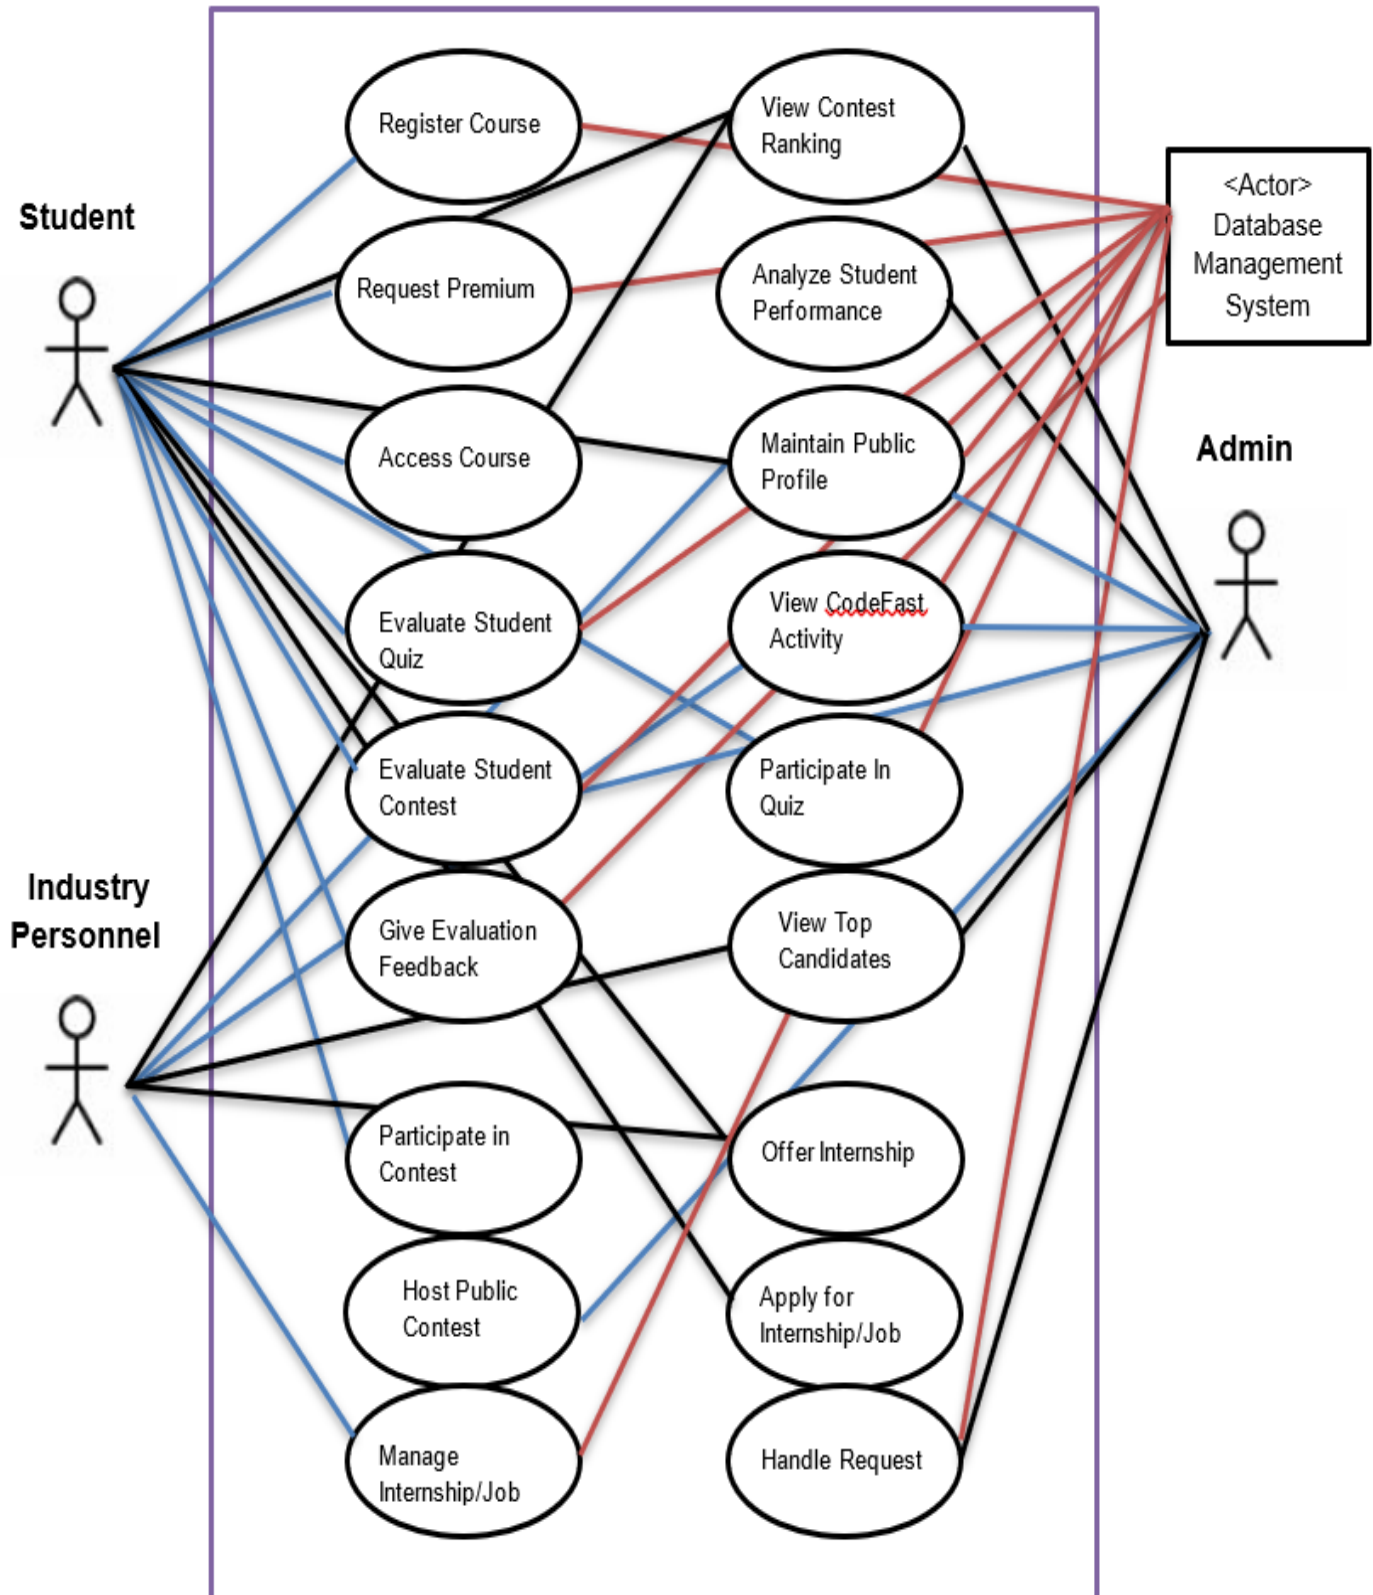 Student
Register Course
Request Premium
Access Course
Evaluate Student
Quiz
Evaluate Student
Contest
Give Evaluation
Feedback
Participate in
Contest
Host Public
Contest
Manage
Internship/Job
View Contest
Ranking
Analyze Student
Performance
Maintain Public
Profile
View CodeFast
Activity
Participate In
Quiz
View Top
Candidates
Offer Internship
Apply for
Internship/Job
Handle Request
<Actor>
Database
Management
System
Admin
Industry
Personnel